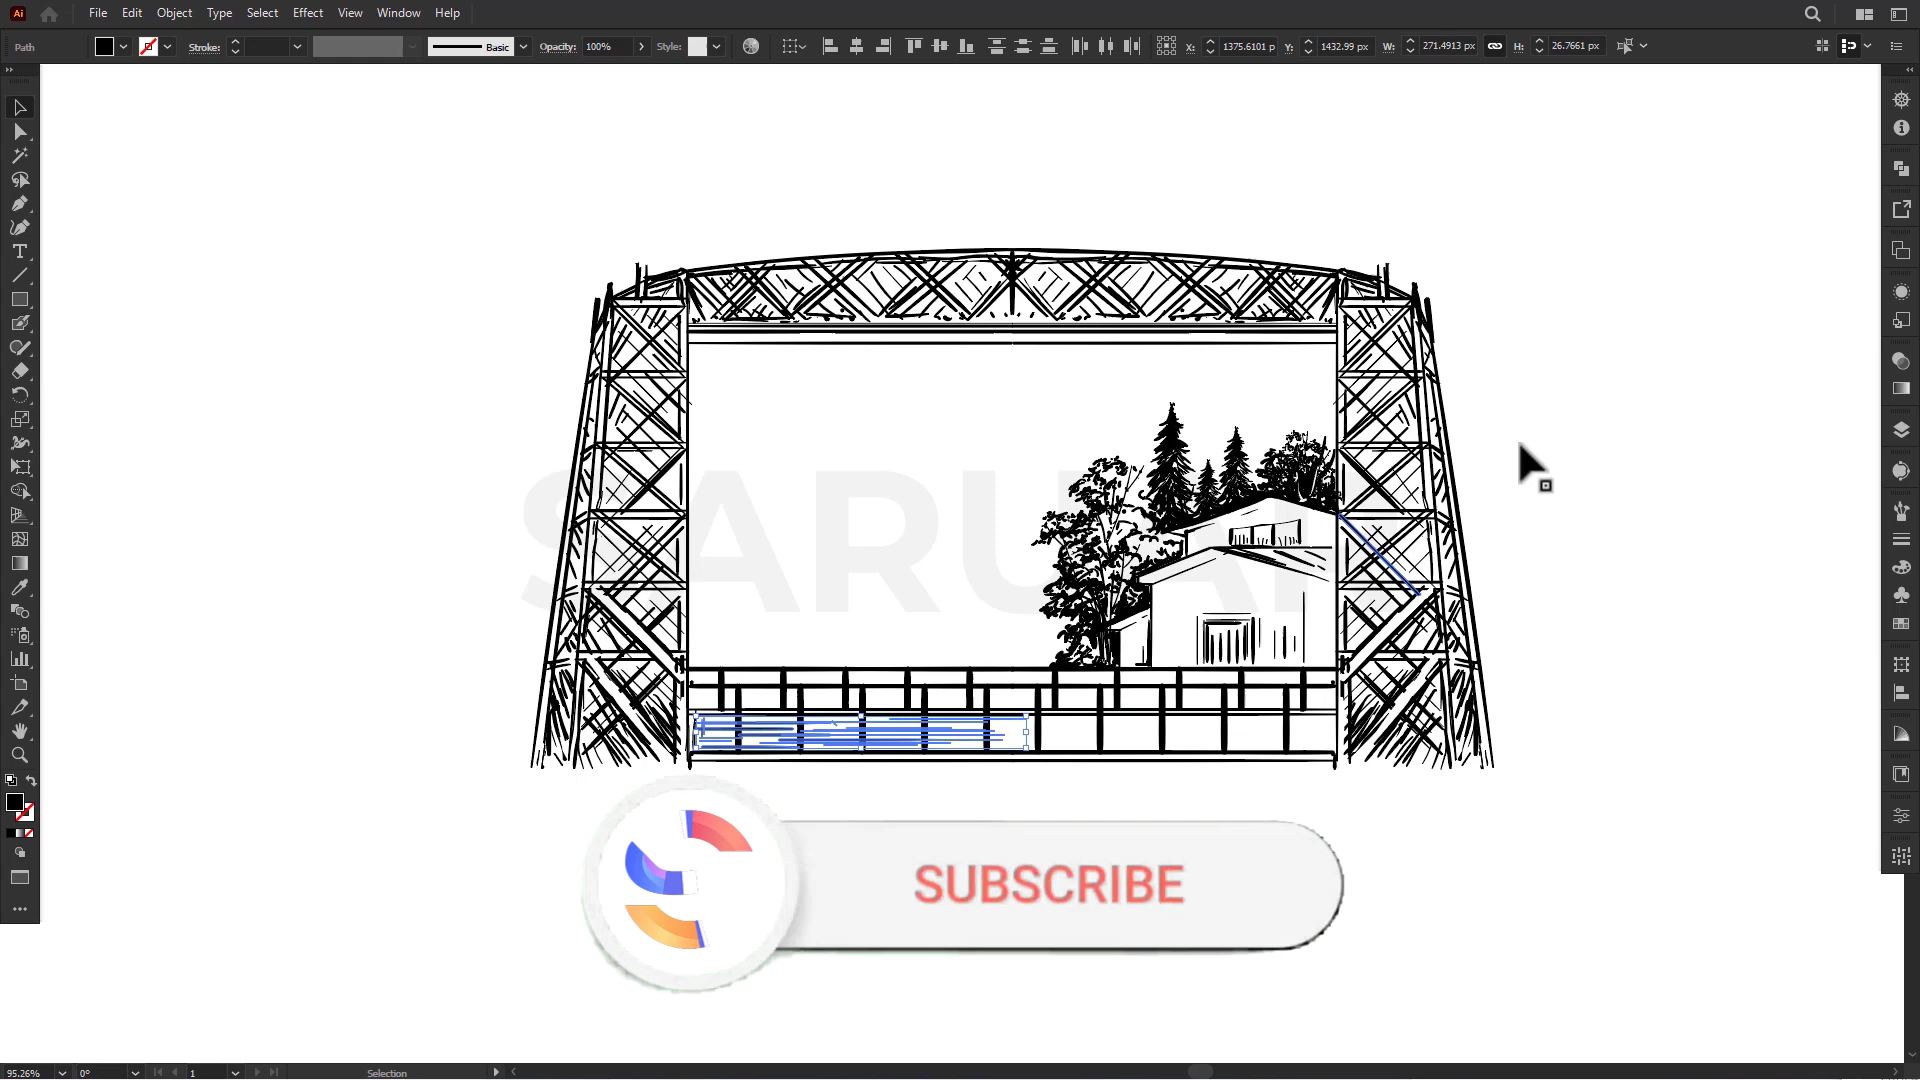 Ai File Edit Object Type Select Effect View Window Help
Path Stroke: Basic Opacity: 100% Style: X: 1375.6101 p Y: 1432.99 px W: 271.4913 px H: 26.7661 px
SUBSCRIBE
95.26% 0° 1 Selection